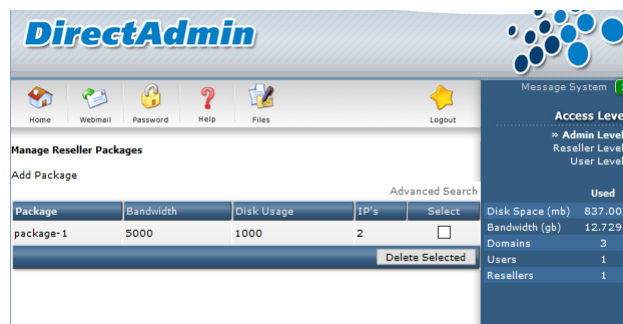 DirectAdmin
Home Webmail Password Help Files Logout
Message System
Access Leve
» Admin Level
Reseller Level
User Level
Manage Reseller Packages
Add Package
Advanced Search
Package Bandwidth Disk Usage IP's Select
package-1 5000 1000 2
Delete Selected
Used
Disk Space (mb) 837.00
Bandwidth (gb) 12.729
Domains 3
Users 1
Resellers 1